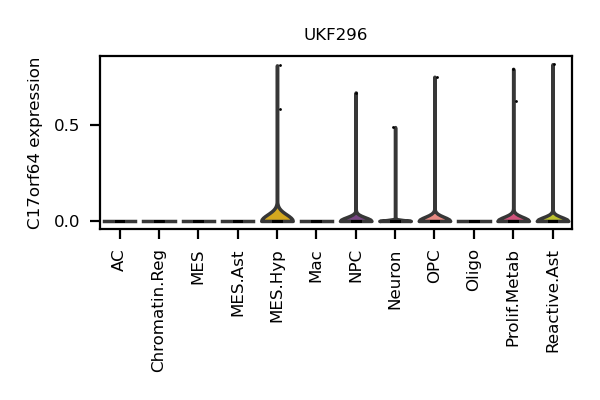 UKF296
C17orf64 expression
0.5
0.0
AC
Chromatin.Reg
MES
MES.Ast
MES.Hyp
Mac
NPC
Neuron
OPC
Oligo
Prolif.Metab
Reactive.Ast